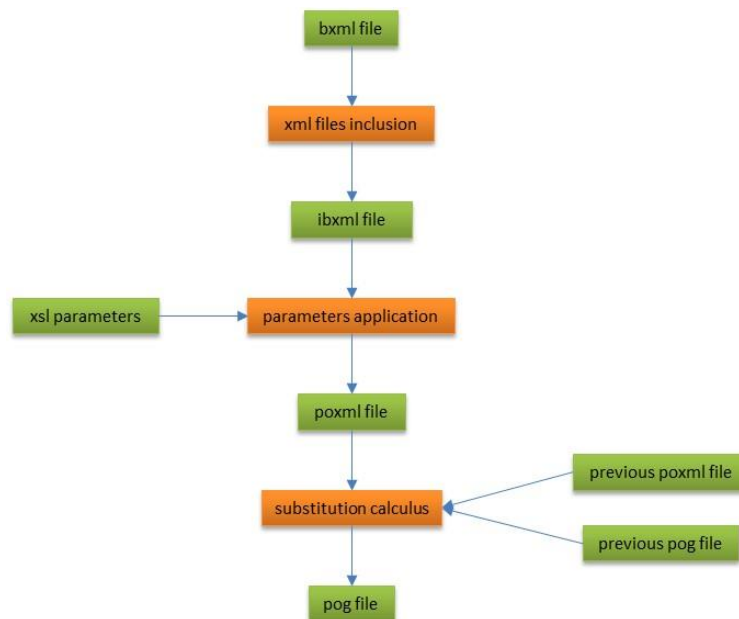 bxml file
xml files inclusion
ibxml file
xsl parameters
parameters application
poxml file
previous poxml file
substitution calculus
previous pog file
pog file